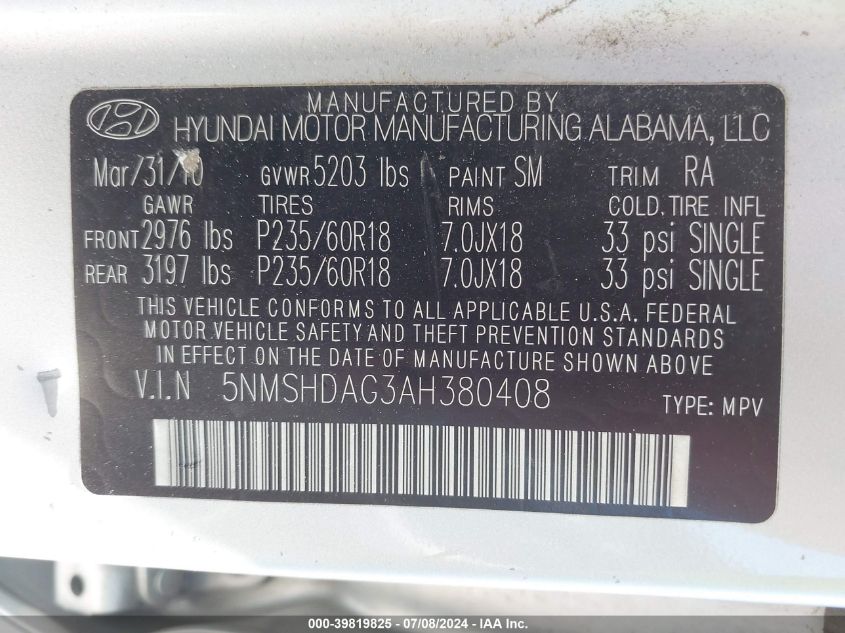 MANUFACTURED BY
HYUNDAI MOTOR MANUFACTURING ALABAMA, LLC
Mar/31/10 GVWR 5203 lbs PAINT SM TRIM RA
GAWR TIRES RIMS COLD.TIRE INFL
FRONT 2976 lbs P235/60R18 7.0JX18 33 psi SINGLE
REAR 3197 lbs P235/60R18 7.0JX18 33 psi SINGLE
THIS VEHICLE CONFORMS TO ALL APPLICABLE U.S.A. FEDERAL
MOTOR VEHICLE SAFETY AND THEFT PREVENTION STANDARDS
IN EFFECT ON THE DATE OF MANUFACTURE SHOWN ABOVE
V.I.N 5NMSHDAG3AH380408 TYPE: MPV
000-39819825 - 07/08/2024 - IAA Inc.